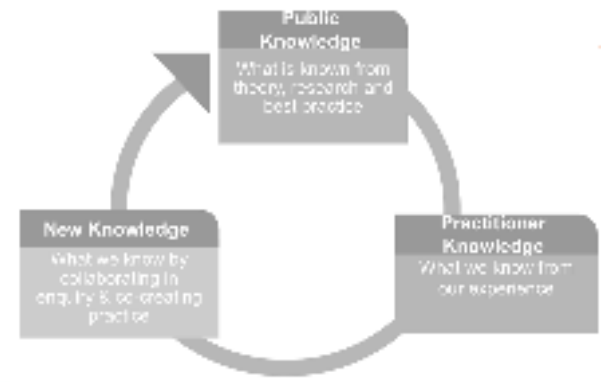 Public
Knowledge
What is known from
theory, research and
best practice
New Knowledge
What we know by
collaborating in
enquiry & co-creating
practice
Practitioner
Knowledge
What we know from
our experience